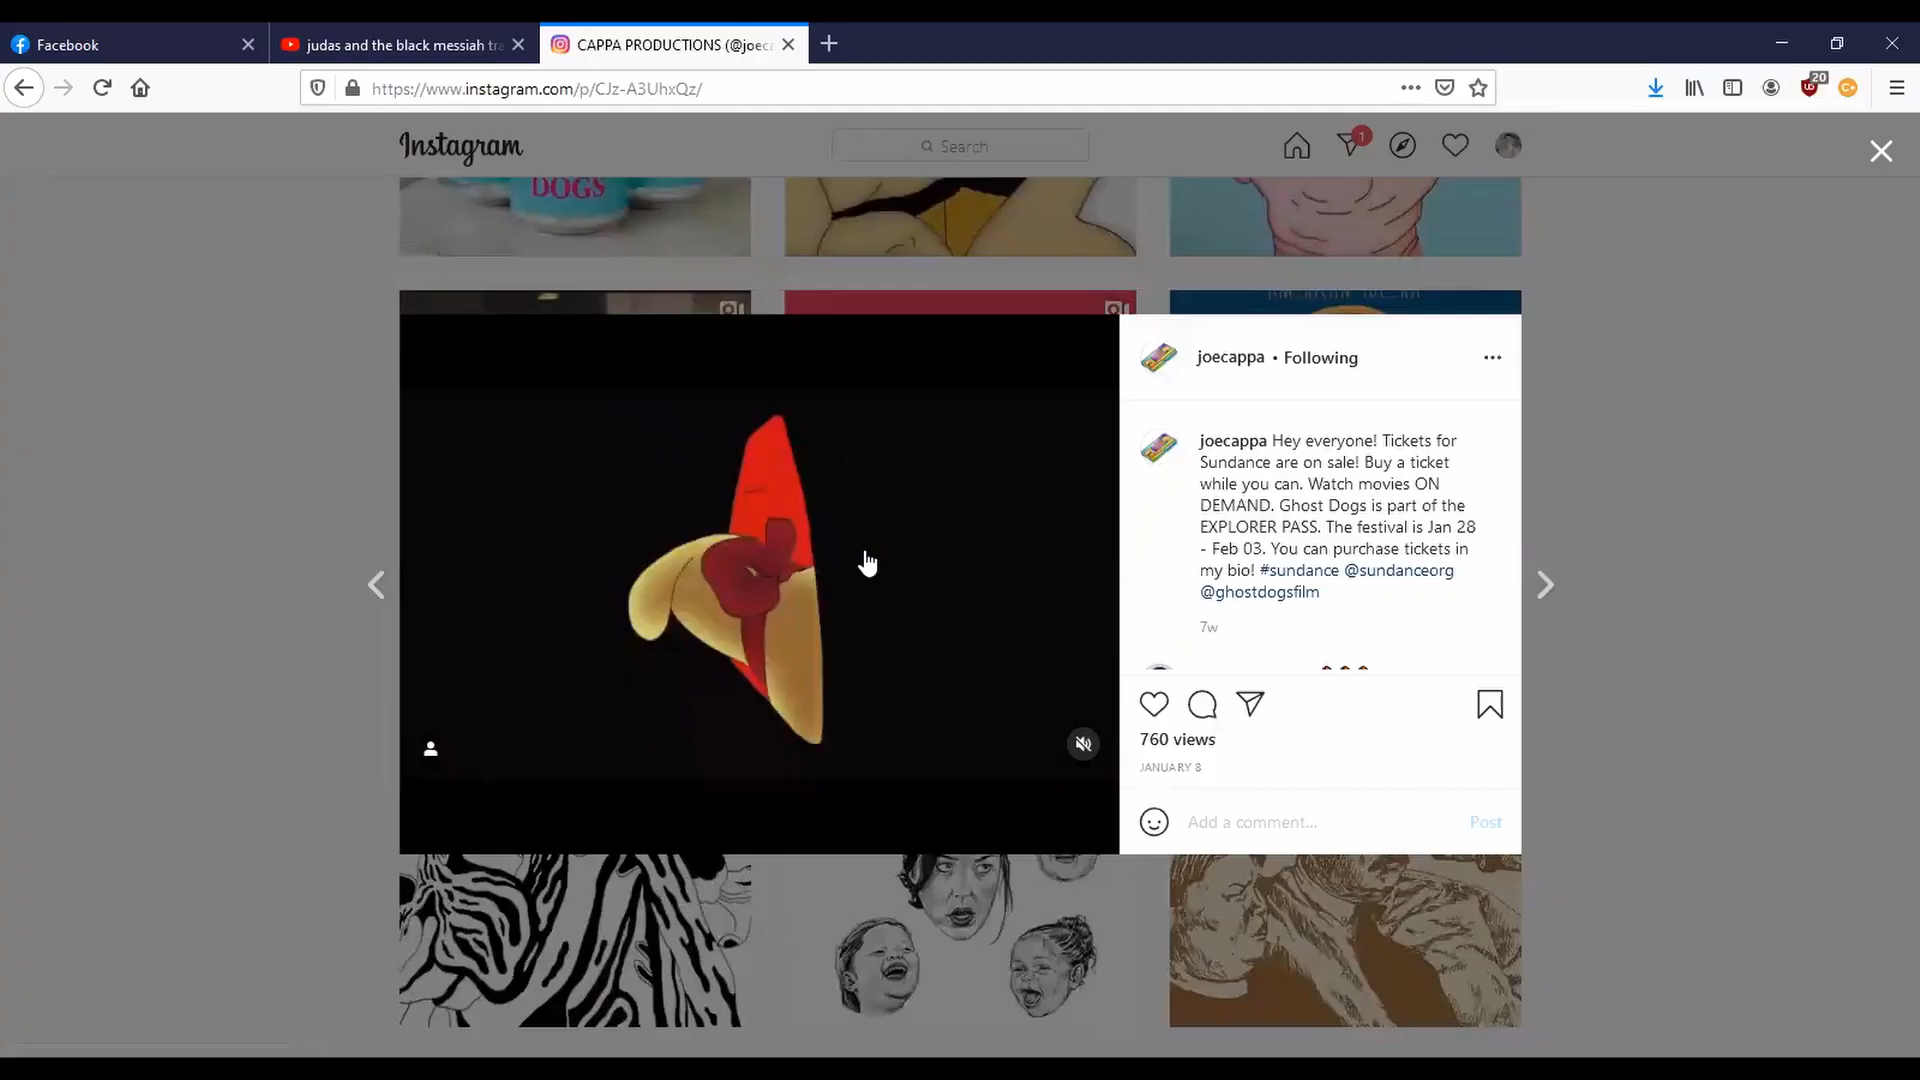 Facebook
judas and the black messiah tra
CAPPA PRODUCTIONS (@joeca
https://www.instagram.com/p/CJz-A3UhxQz/
20
Instagram
Search
1
DOGS
joecappa • Following
joecappa Hey everyone! Tickets for
Sundance are on sale! Buy a ticket
while you can. Watch movies ON
DEMAND. Ghost Dogs is part of the
EXPLORER PASS. The festival is Jan 28
- Feb 03. You can purchase tickets in
my bio! #sundance @sundanceorg
@ghostdogsfilm
7w
760 views
JANUARY 8
Add a comment...
Post